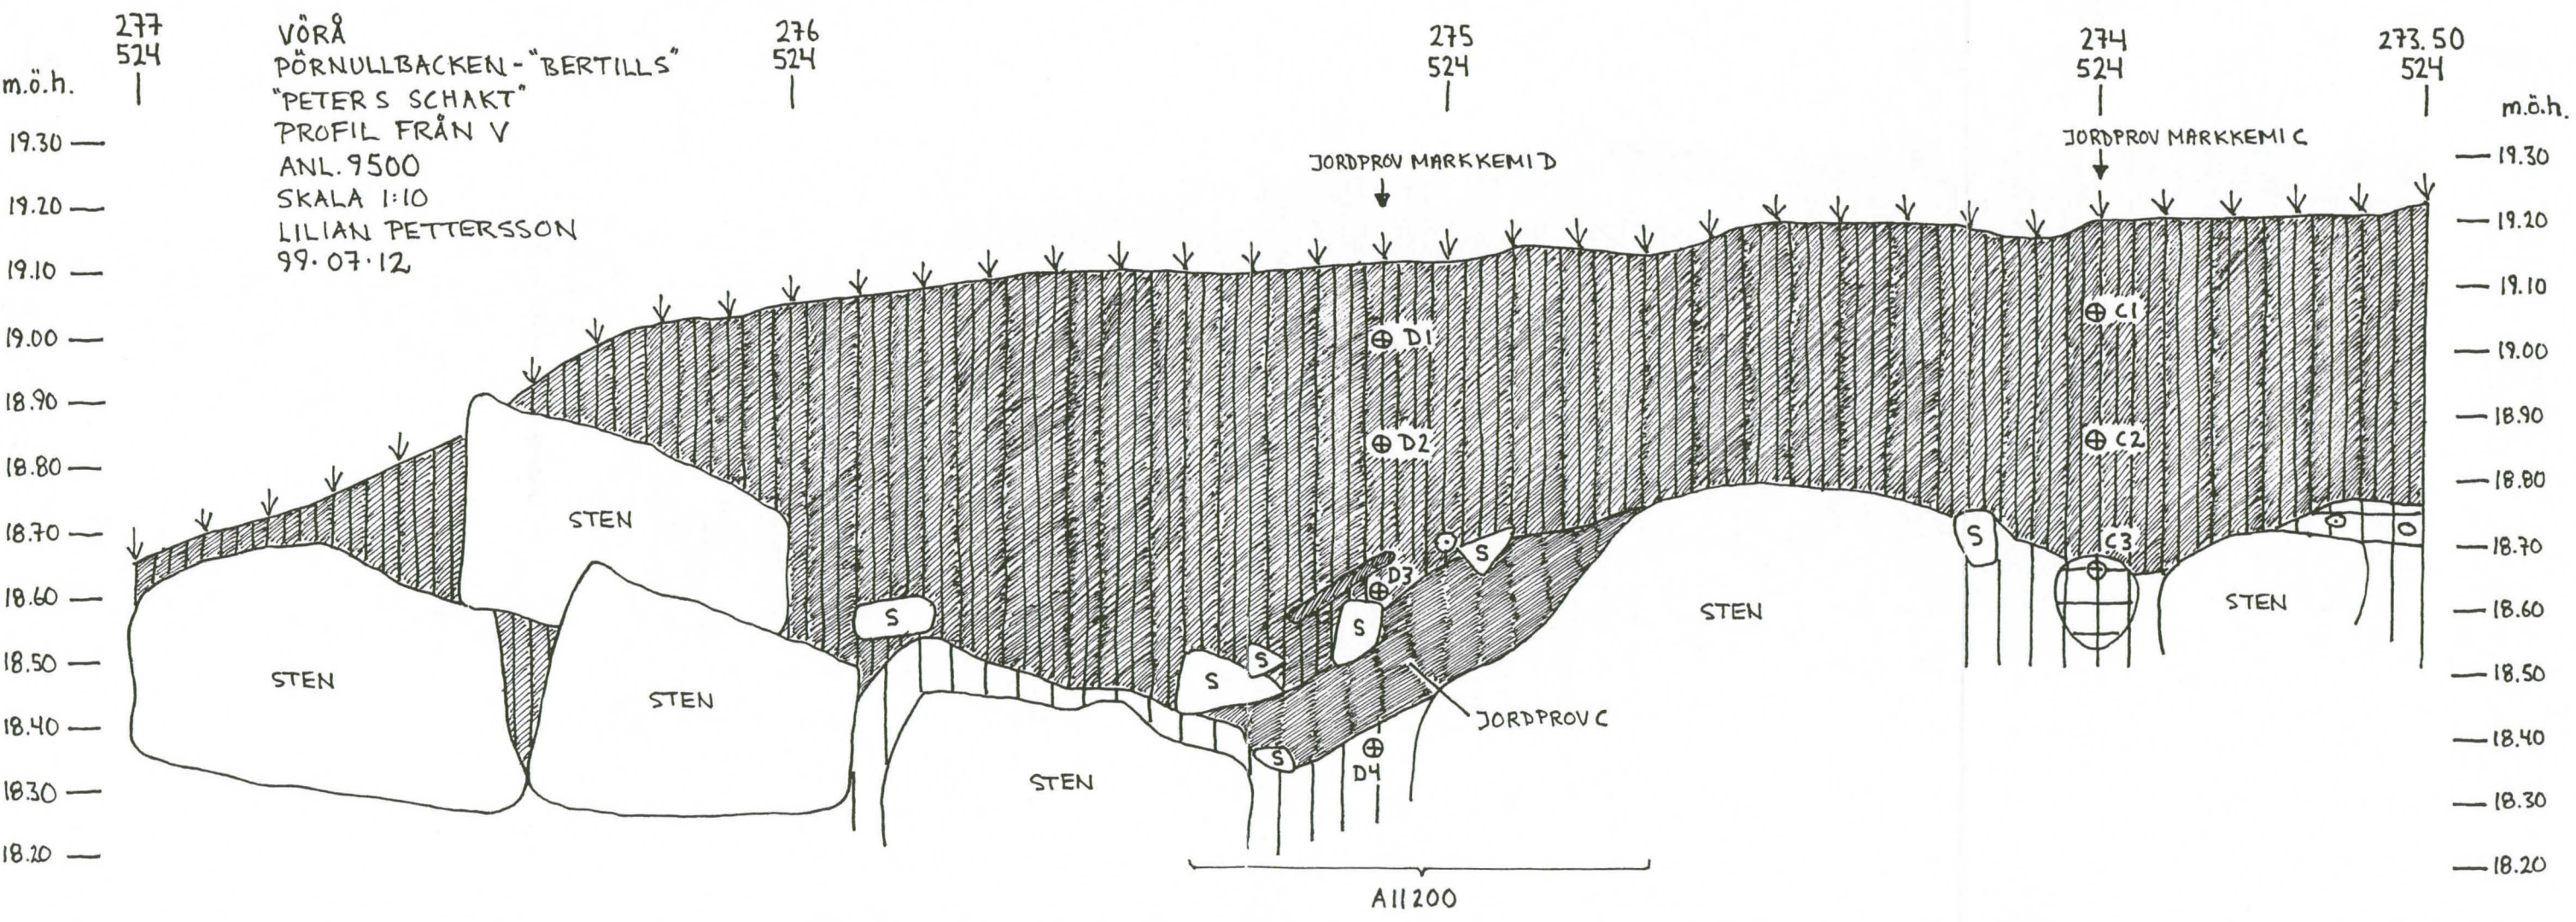 277
524
VÖRÅ
PÖRNULLBACKEN-"BERTILLS"
"PETERS SCHAKT"
PROFIL FRÅN V
ANL. 9500
SKALA 1:10
LILIAN PETTERSSON
99.07.12
276
524
275
524
274
524
273.50
524
m.ö.h.
19.30
19.20
19.10
19.00
18.90
18.80
18.70
18.60
18.50
18.40
18.30
18.20
JORDPROV MARKKEMI D
JORDPROV MARKKEMI C
m.ö.h.
19.30
19.20
19.10
19.00
18.90
18.80
18.70
18.60
18.50
18.40
18.30
18.20
D1
D2
D3
D4
C1
C2
C3
STEN
STEN
STEN
STEN
STEN
STEN
S
S
S
S
S
S
S
JORDPROV C
A11200